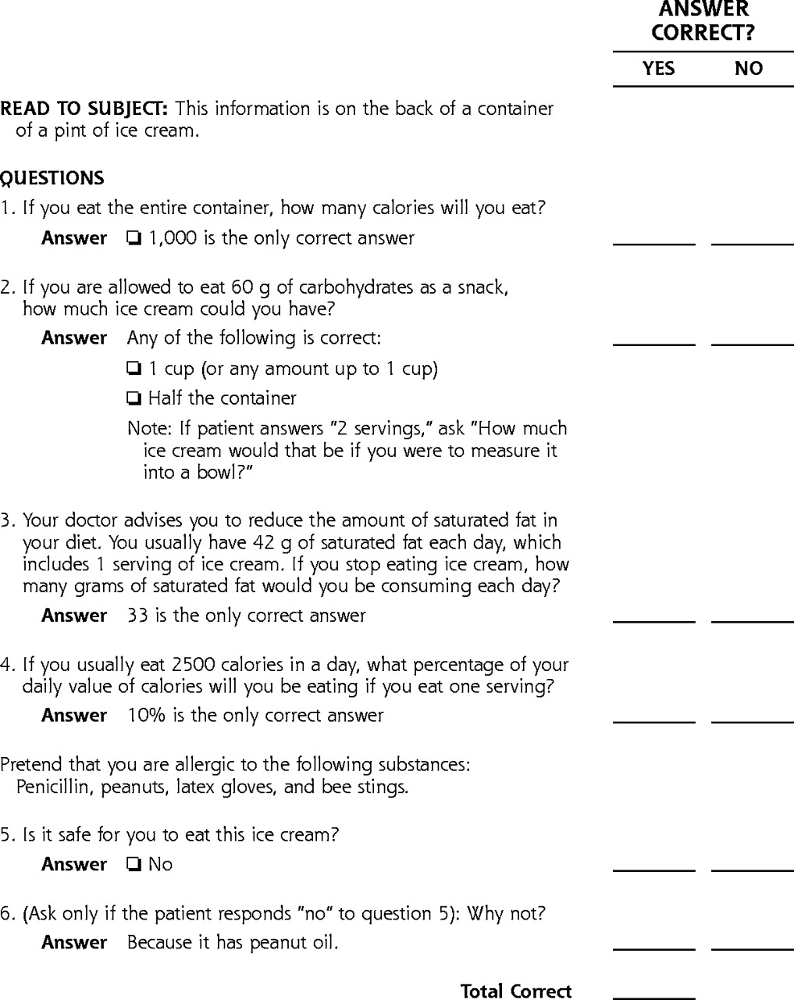 ANSWER
CORRECT?
YES NO
READ TO SUBJECT: This information is on the back of a container
of a pint of ice cream.
QUESTIONS
1. If you eat the entire container, how many calories will you eat?
Answer ❏ 1,000 is the only correct answer
2. If you are allowed to eat 60 g of carbohydrates as a snack,
how much ice cream could you have?
Answer Any of the following is correct:
❏ 1 cup (or any amount up to 1 cup)
❏ Half the container
Note: If patient answers "2 servings," ask "How much
ice cream would that be if you were to measure it
into a bowl?"
3. Your doctor advises you to reduce the amount of saturated fat in
your diet. You usually have 42 g of saturated fat each day, which
includes 1 serving of ice cream. If you stop eating ice cream, how
many grams of saturated fat would you be consuming each day?
Answer 33 is the only correct answer
4. If you usually eat 2500 calories in a day, what percentage of your
daily value of calories will you be eating if you eat one serving?
Answer 10% is the only correct answer
Pretend that you are allergic to the following substances:
Penicillin, peanuts, latex gloves, and bee stings.
5. Is it safe for you to eat this ice cream?
Answer ❏ No
6. (Ask only if the patient responds "no" to question 5): Why not?
Answer Because it has peanut oil.
Total Correct